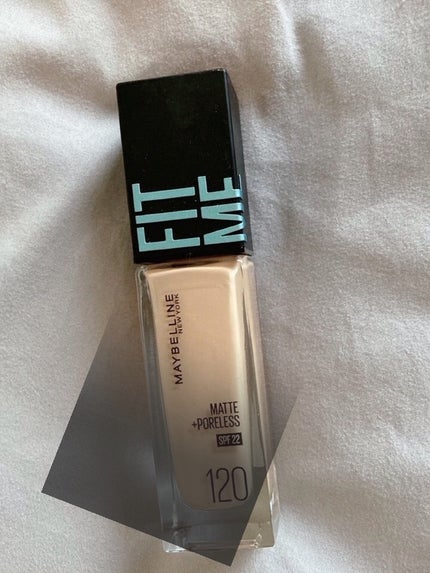 FIT
ME
MAYBELLINE
NEW YORK
MATTE
+PORELESS
SPF 22
120